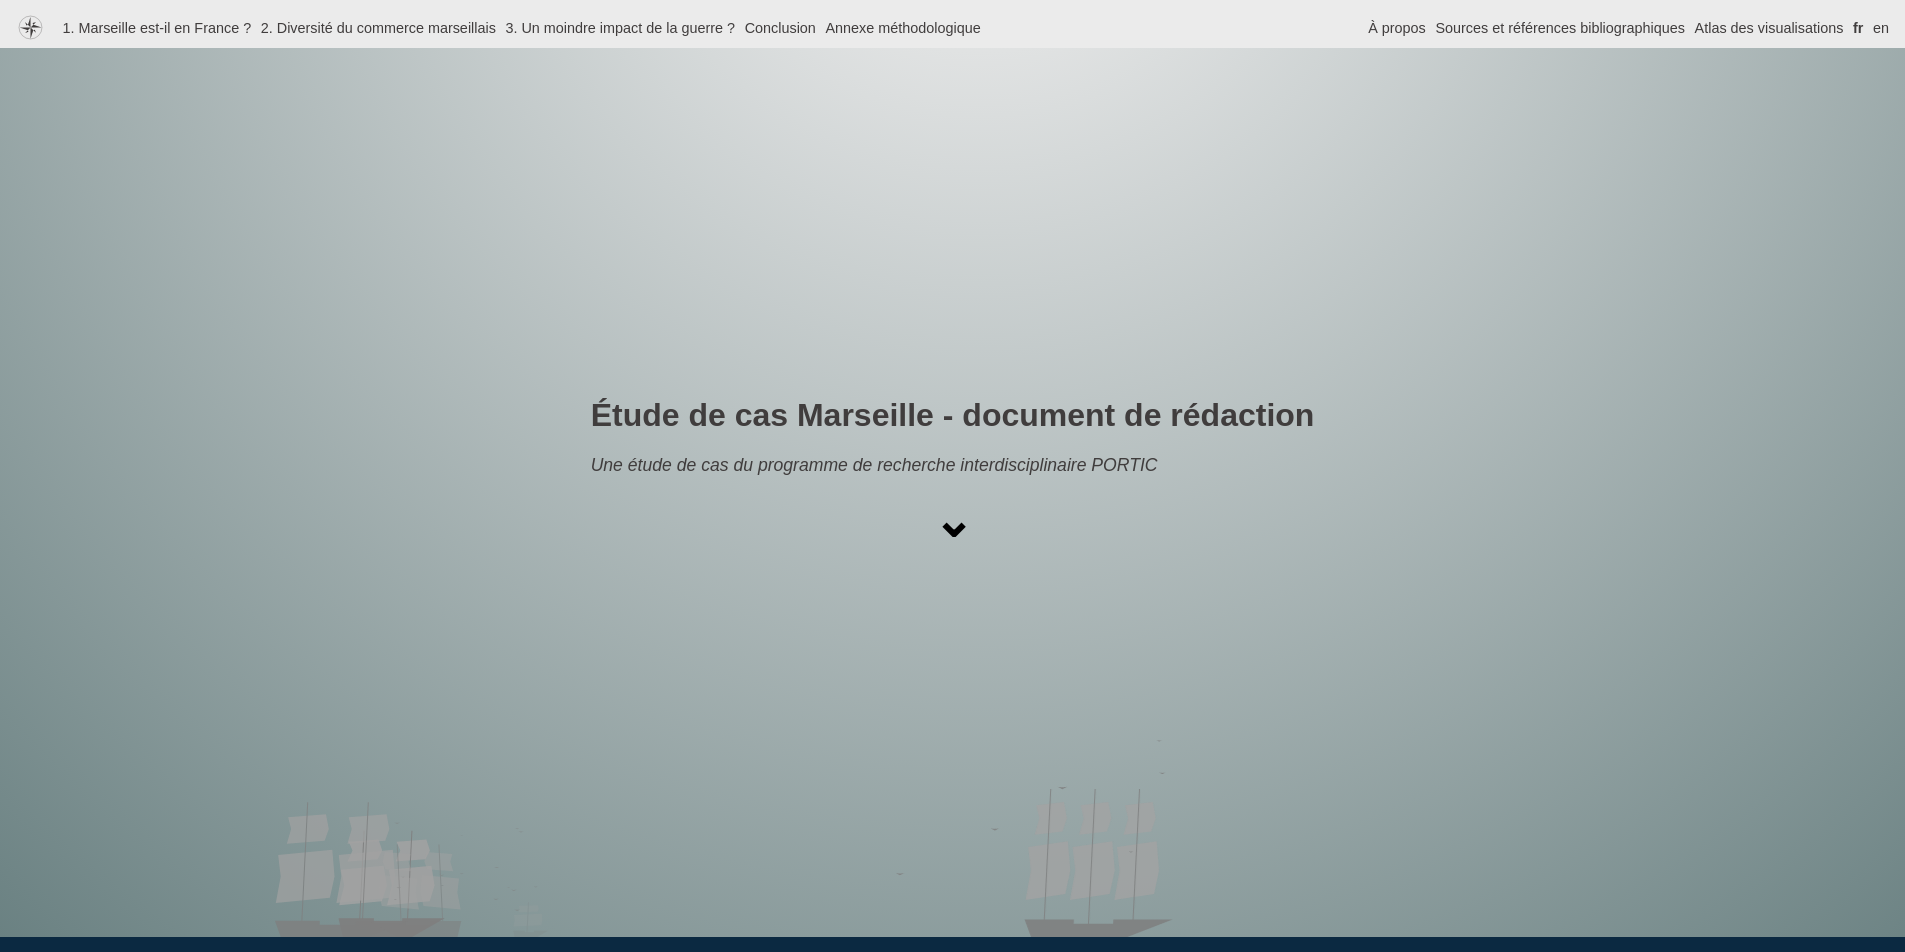 1. Marseille est-il en France ? 2. Diversité du commerce marseillais 3. Un moindre impact de la guerre ? Conclusion Annexe méthodologique À propos Sources et références bibliographiques Atlas des visualisations fr en
Étude de cas Marseille - document de rédaction
Une étude de cas du programme de recherche interdisciplinaire PORTIC